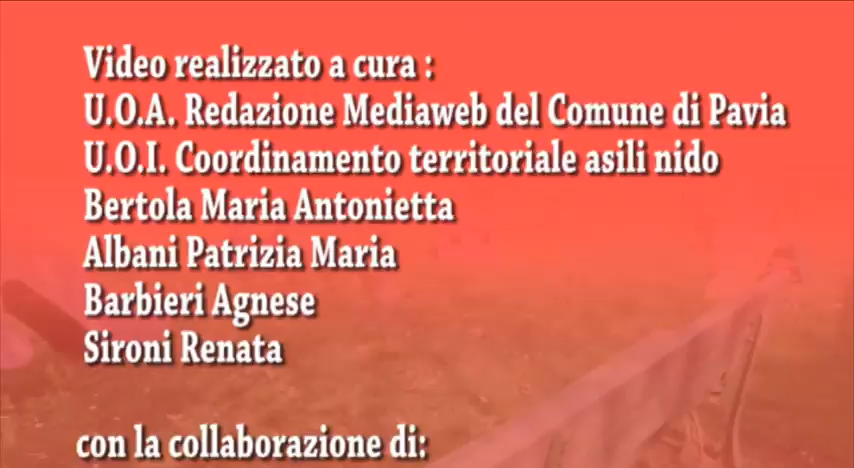 Video realizzato a cura :
U.O.A. Redazione Mediaweb del Comune di Pavia
U.O.I. Coordinamento territoriale asili nido
Bertola Maria Antonietta
Albani Patrizia Maria
Barbieri Agnese
Sironi Renata
con la collaborazione di: